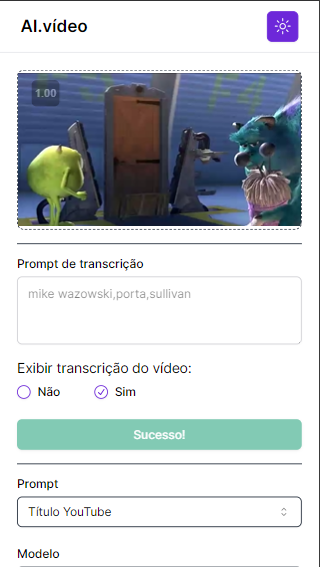 AI.vídeo
1.00
F4
Prompt de transcrição
mike wazowski,porta,sullivan
Exibir transcrição do vídeo:
Não
Sim
Sucesso!
Prompt
Título YouTube
Modelo